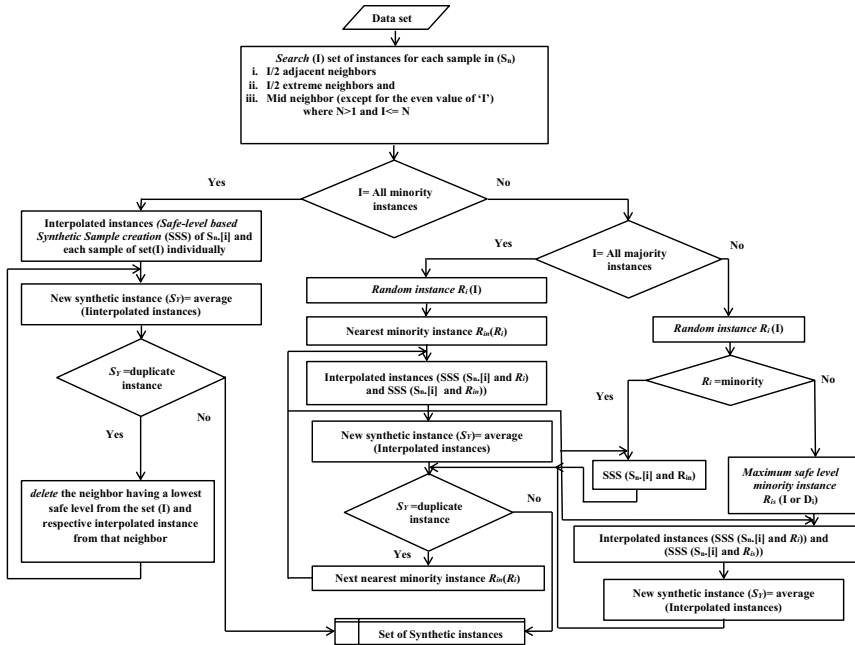 Data set
Search (I) set of instances for each sample in (Sn)
i. I/2 adjacent neighbors
ii. I/2 extreme neighbors and
iii. Mid neighbor (except for the even value of ‘I’)
where N>1 and I<= N
Yes
I= All minority
instances
No
Interpolated instances (Safe-level based
Synthetic Sample creation (SSS) of Sn.[i] and
each sample of set(I) individually
Yes
I= All majority
instances
No
New synthetic instance (SY)= average
(Iinterpolated instances)
Random instance Ri (I)
Nearest minority instance Rin(Ri)
Random instance Ri (I)
SY =duplicate
instance
Interpolated instances (SSS (Sn.[i] and Ri)
and SSS (Sn.[i] and Rin))
Ri =minority
Yes
No
No
Yes
New synthetic instance (SY)= average
(Interpolated instances)
SSS (Sn.[i] and Rin)
Maximum safe level
minority instance
Ris (I or Di)
delete the neighbor having a lowest
safe level from the set (I) and
respective interpolated instance
from that neighbor
SY =duplicate
instance
No
Yes
Interpolated instances (SSS (Sn.[i] and Ri)) and
(SSS (Sn.[i] and Ris))
Next nearest minority instance Rin(Ri)
New synthetic instance (SY)= average
(Interpolated instances)
Set of Synthetic instances